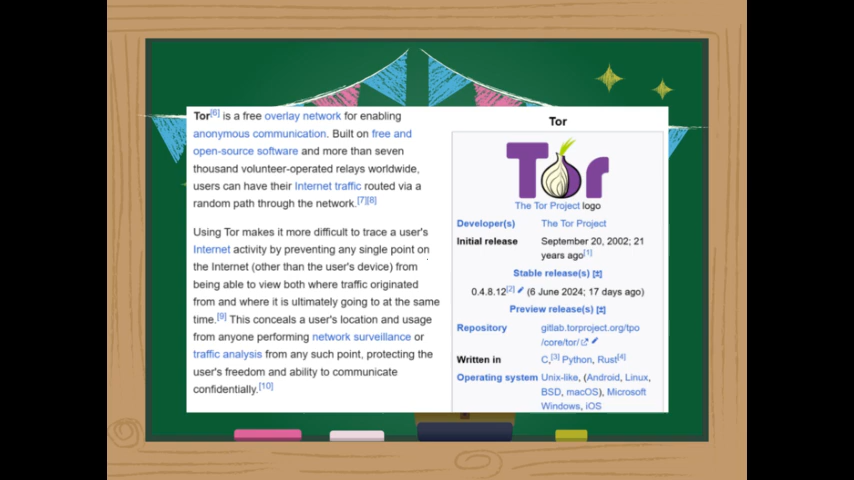 Tor[6] is a free overlay network for enabling
anonymous communication. Built on free and
open-source software and more than seven
thousand volunteer-operated relays worldwide,
users can have their Internet traffic routed via a
random path through the network.[7][8]
Using Tor makes it more difficult to trace a user's
Internet activity by preventing any single point on
the Internet (other than the user's device) from
being able to view both where traffic originated
from and where it is ultimately going to at the same
time.[9] This conceals a user's location and usage
from anyone performing network surveillance or
traffic analysis from any such point, protecting the
user's freedom and ability to communicate
confidentially.[10]
Tor
Tor
The Tor Project logo
Developer(s) The Tor Project
Initial release September 20, 2002; 21
years ago[1]
Stable release(s) [±]
0.4.8.12[2] (6 June 2024; 17 days ago)
Preview release(s) [±]
Repository gitlab.torproject.org/tpo
/core/tor/
Written in C,[3] Python, Rust[4]
Operating system Unix-like, (Android, Linux,
BSD, macOS), Microsoft
Windows, iOS